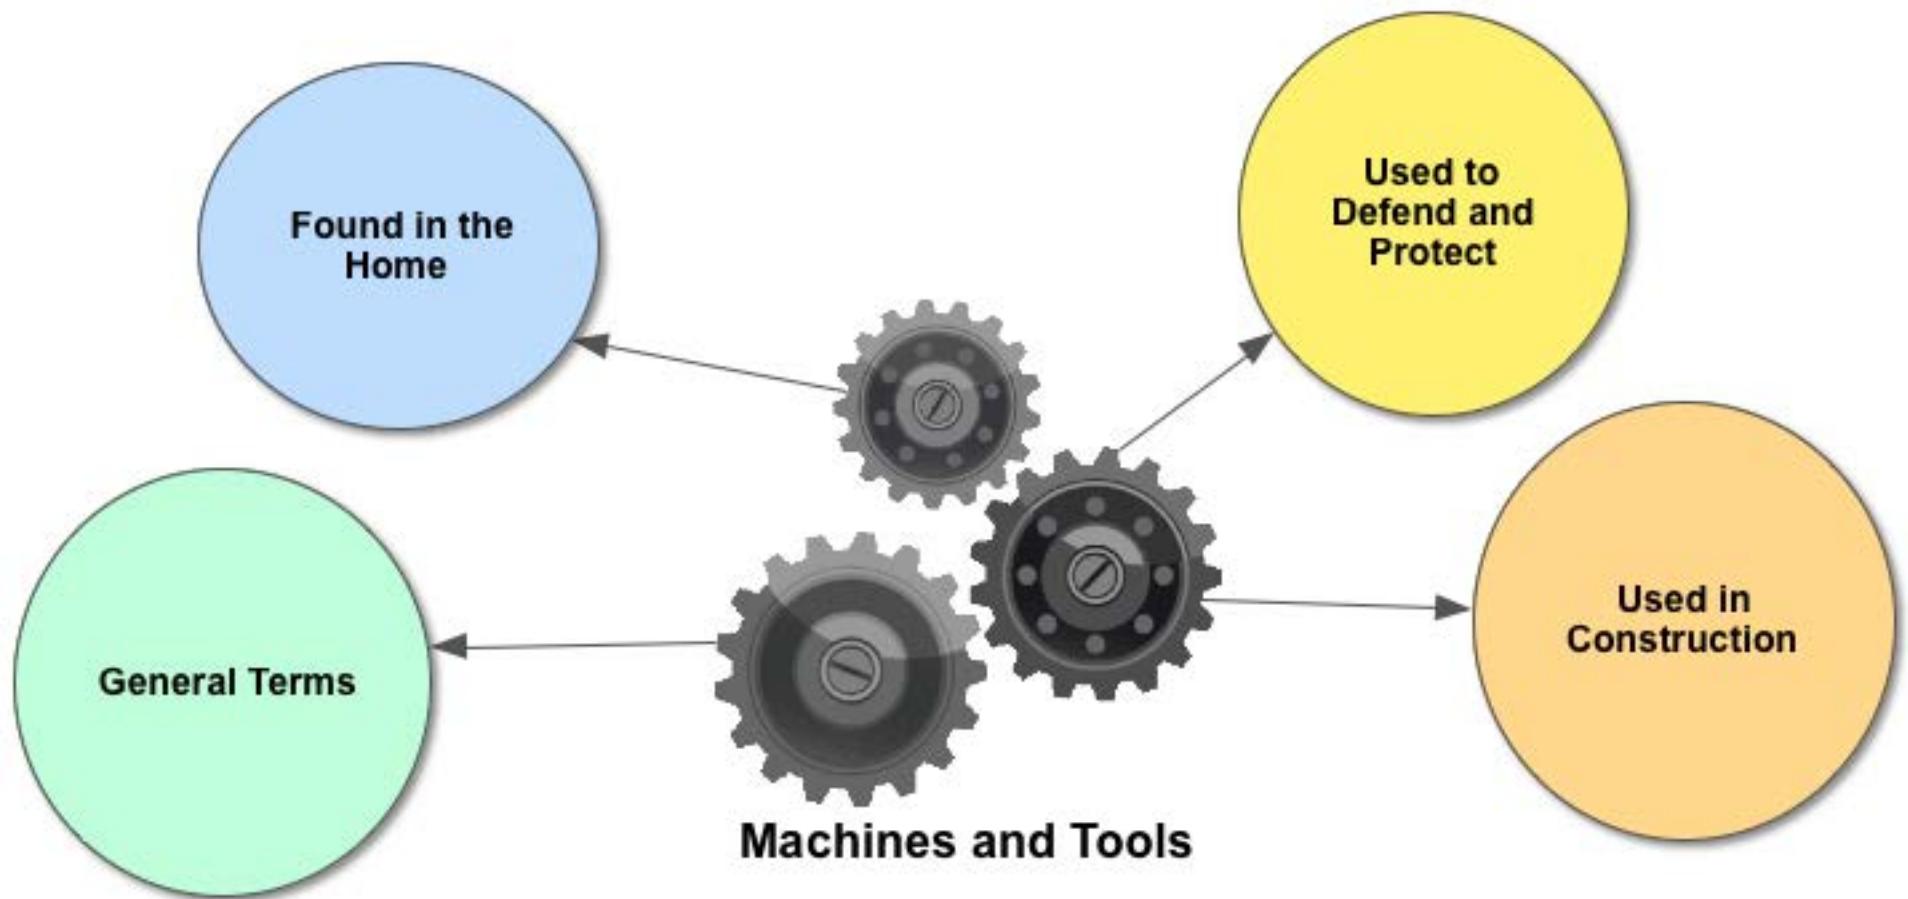 Found in the
Home
Used to
Defend and
Protect
General Terms
Used in
Construction
Machines and Tools